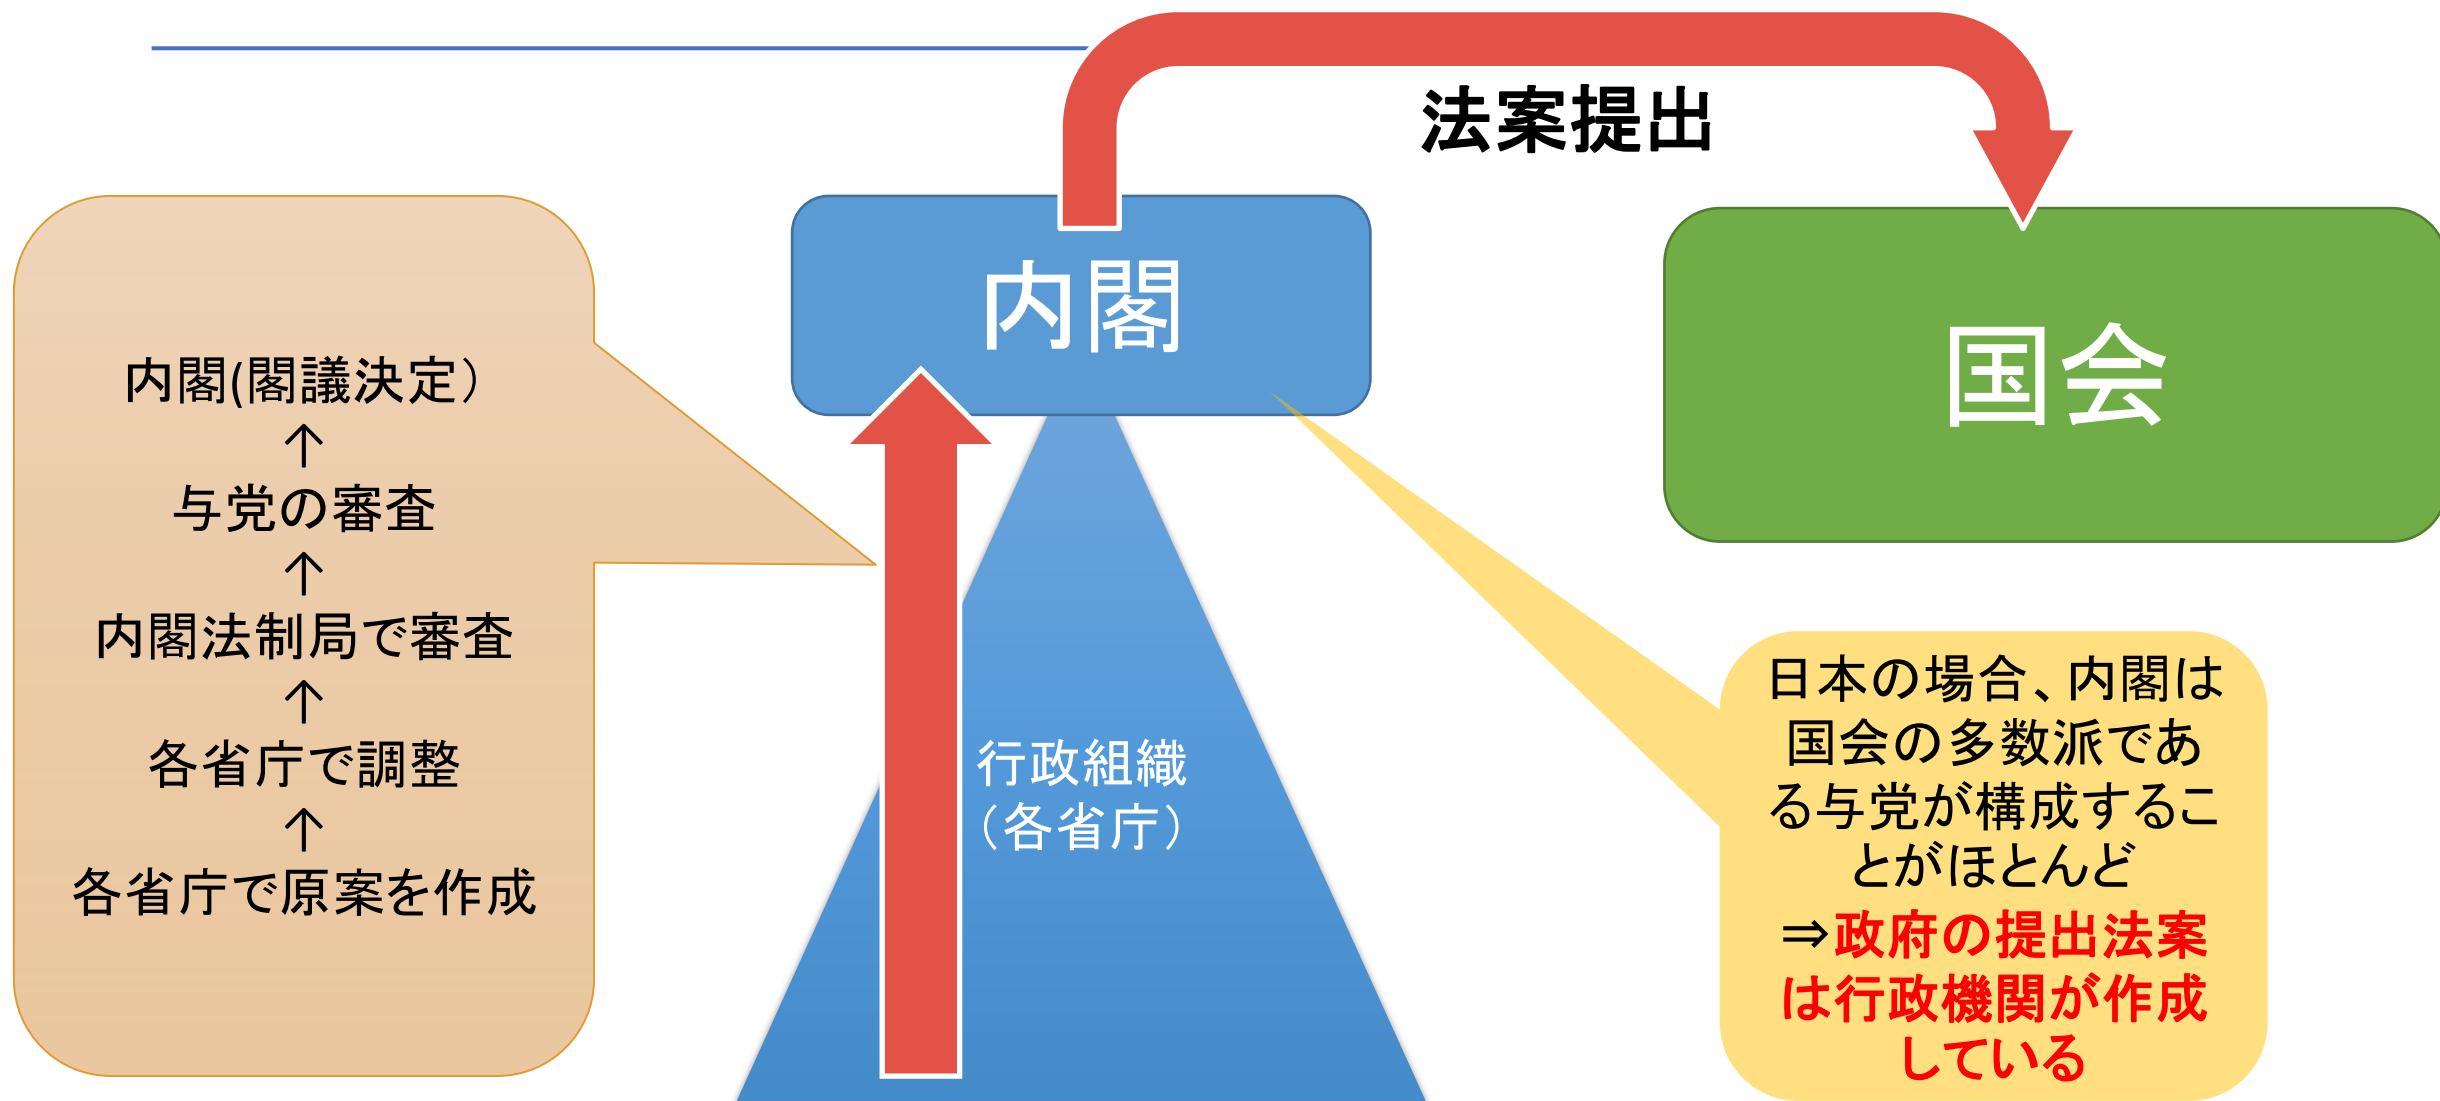 法案提出
内閣
国会
内閣(閣議決定）
↑
与党の審査
↑
内閣法制局で審査
↑
各省庁で調整
↑
各省庁で原案を作成
行政組織
（各省庁）
日本の場合、内閣は
国会の多数派であ
る与党が構成するこ
とがほとんど
⇒政府の提出法案
は行政機関が作成
している